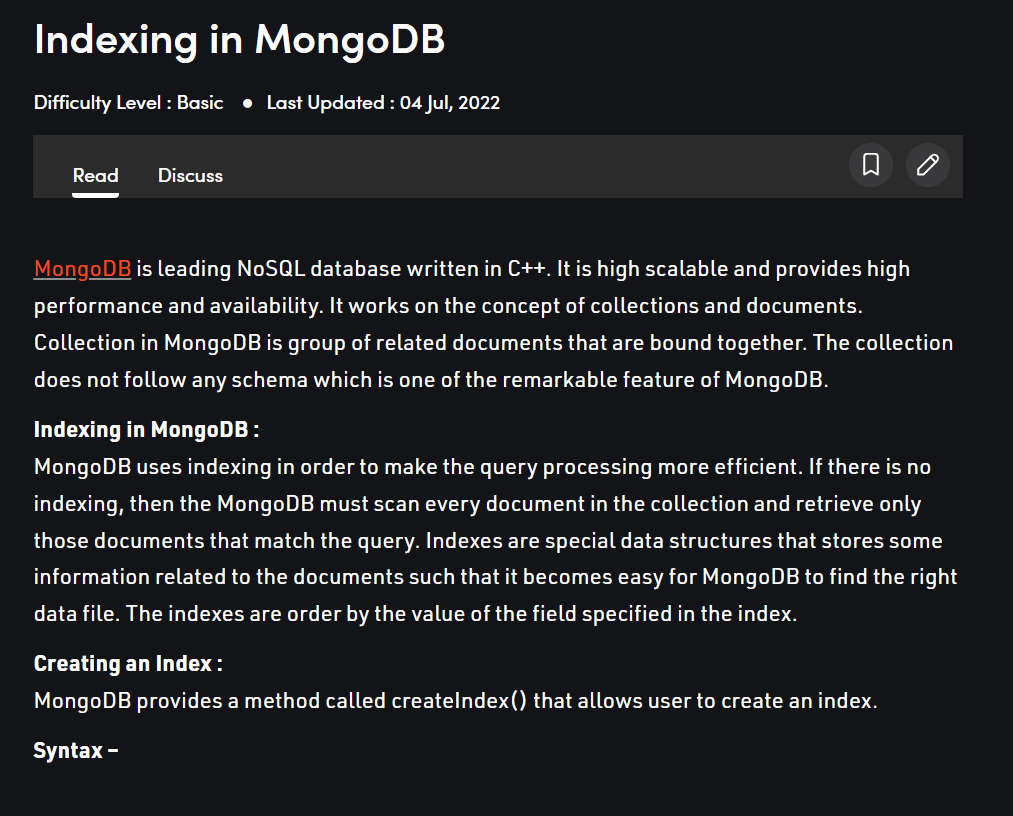 Indexing in MongoDB
Difficulty Level : Basic ● Last Updated : 04 Jul, 2022
Read Discuss
MongoDB is leading NoSQL database written in C++. It is high scalable and provides high
performance and availability. It works on the concept of collections and documents.
Collection in MongoDB is group of related documents that are bound together. The collection
does not follow any schema which is one of the remarkable feature of MongoDB.
Indexing in MongoDB :
MongoDB uses indexing in order to make the query processing more efficient. If there is no
indexing, then the MongoDB must scan every document in the collection and retrieve only
those documents that match the query. Indexes are special data structures that stores some
information related to the documents such that it becomes easy for MongoDB to find the right
data file. The indexes are order by the value of the field specified in the index.
Creating an Index :
MongoDB provides a method called createIndex() that allows user to create an index.
Syntax –